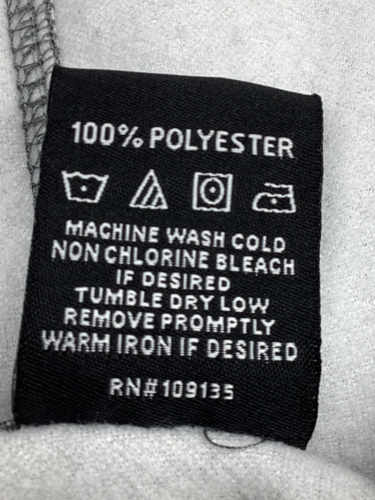 100% POLYESTER
MACHINE WASH COLD
NON CHLORINE BLEACH
IF DESIRED
TUMBLE DRY LOW
REMOVE PROMPTLY
WARM IRON IF DESIRED
RN#109135